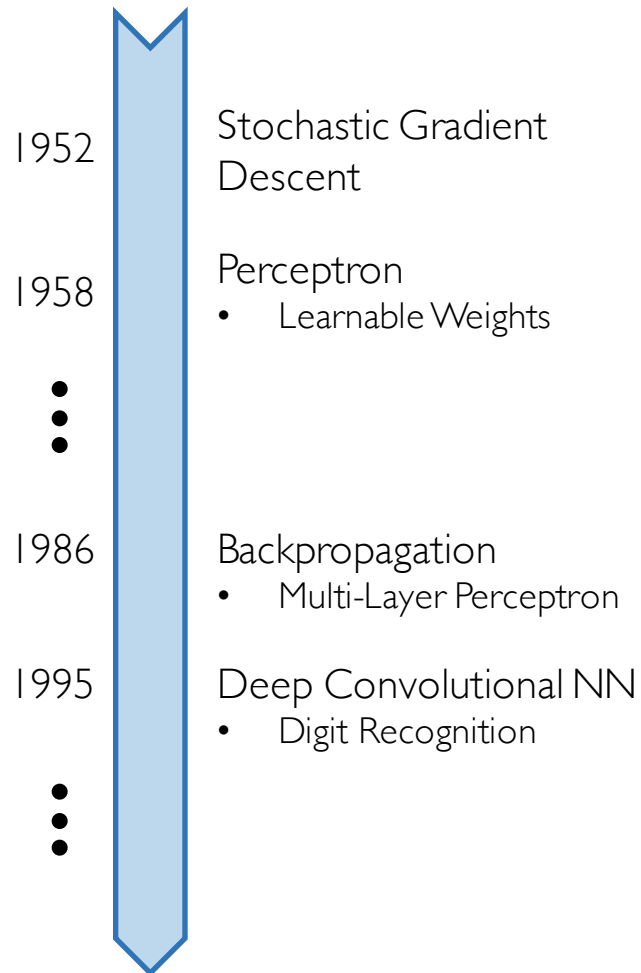 1952
Stochastic Gradient
Descent
1958
Perceptron
• Learnable Weights
1986
Backpropagation
• Multi-Layer Perceptron
1995
Deep Convolutional NN
• Digit Recognition